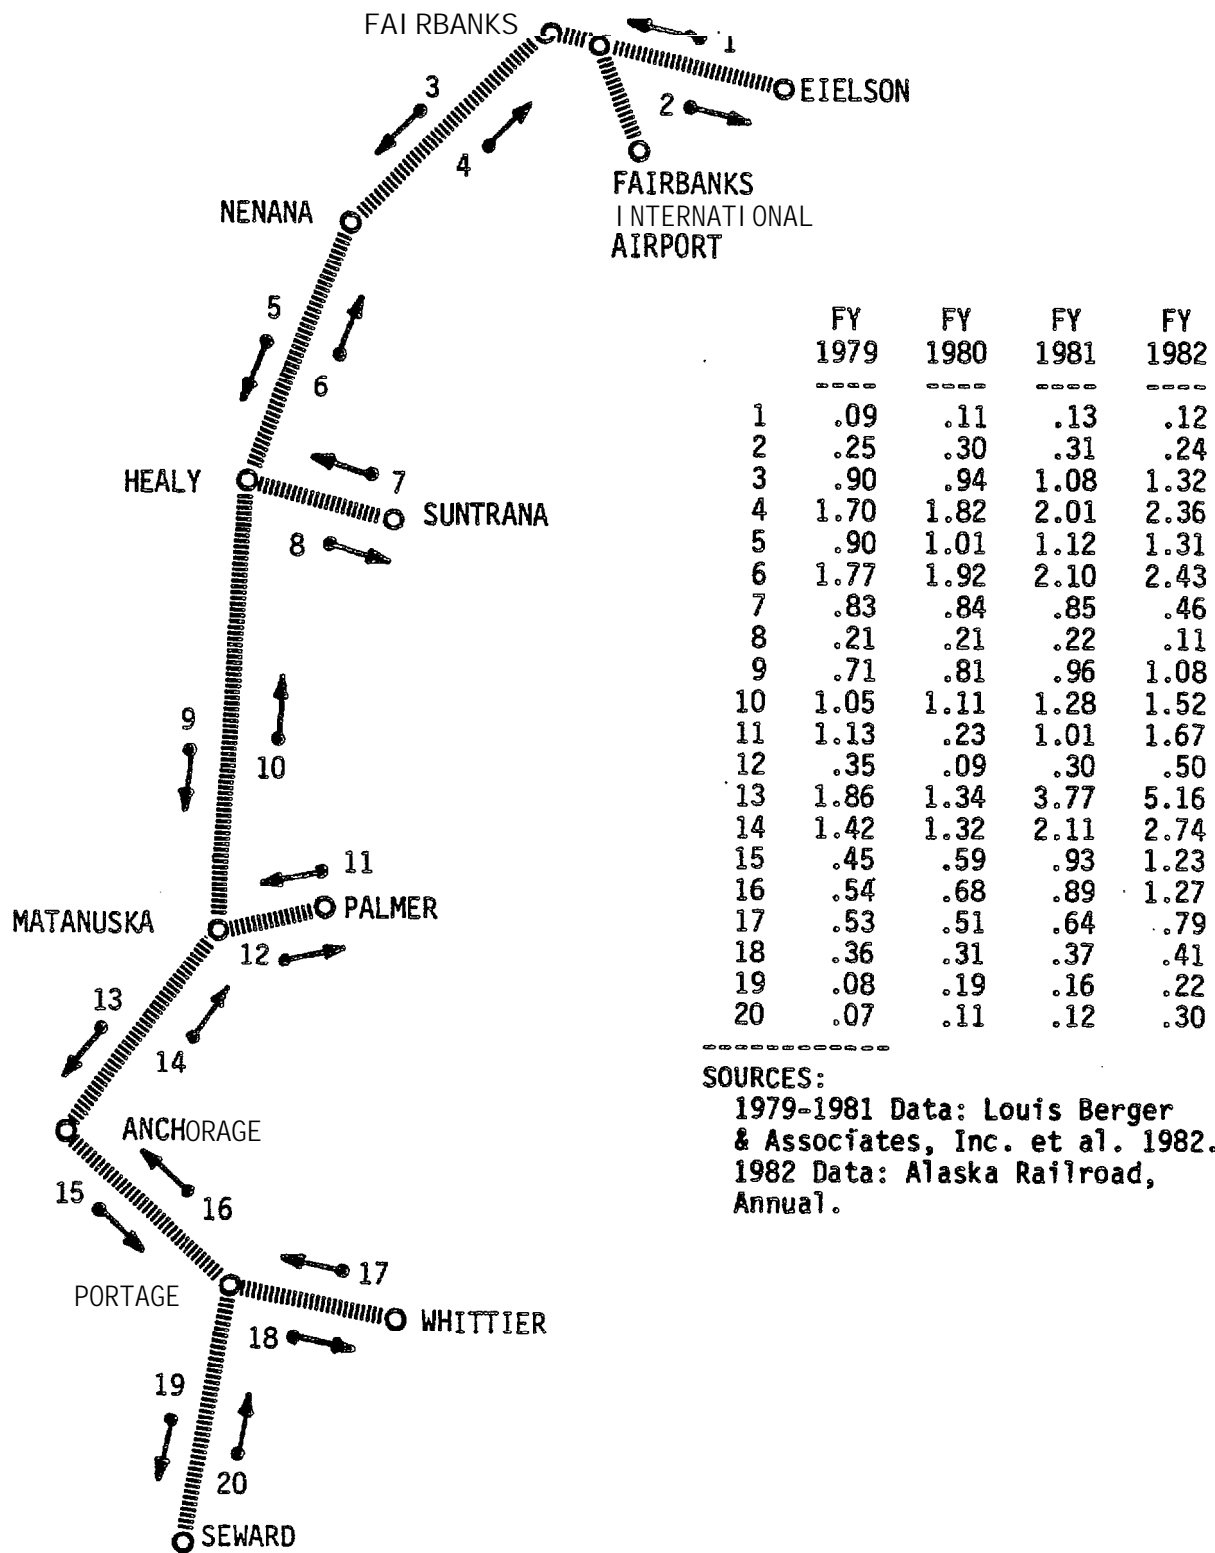 FAIRBANKS
1
EIELSON
2
3
4
FAIRBANKS
INTERNATIONAL
AIRPORT
NENANA
5
6
HEALY
7
SUNTRANA
8
9
10
11
PALMER
MATANUSKA
12
13
14
ANCHORAGE
15
16
PORTAGE
17
WHITTIER
18
19
20
SEWARD
FY FY FY FY
1979 1980 1981 1982
---- ---- ---- ----
1 .09 .11 .13 .12
2 .25 .30 .31 .24
3 .90 .94 1.08 1.32
4 1.70 1.82 2.01 2.36
5 .90 1.01 1.12 1.31
6 1.77 1.92 2.10 2.43
7 .83 .84 .85 .46
8 .21 .21 .22 .11
9 .71 .81 .96 1.08
10 1.05 1.11 1.28 1.52
11 1.13 .23 1.01 1.67
12 .35 .09 .30 .50
13 1.86 1.34 3.77 5.16
14 1.42 1.32 2.11 2.74
15 .45 .59 .93 1.23
16 .54 .68 .89 1.27
17 .53 .51 .64 .79
18 .36 .31 .37 .41
19 .08 .19 .16 .22
20 .07 .11 .12 .30
------------
SOURCES:
1979-1981 Data: Louis Berger
& Associates, Inc. et al. 1982.
1982 Data: Alaska Railroad,
Annual.